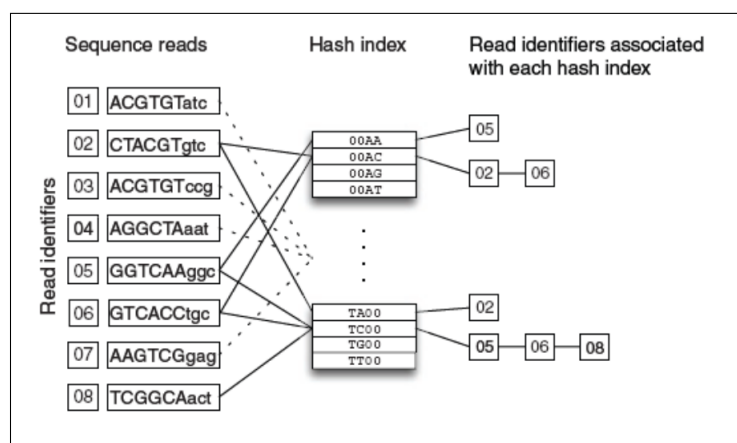 Sequence reads
Hash index
Read identifiers associated
with each hash index
Read identifiers
01 ACGTGTatc
02 CTACGTgtc
03 ACGTGTccg
04 AGGCTAaat
05 GGTCAAggc
06 GTCACCtgc
07 AAGTCGgag
08 TCGGCAact
00AA
00AC
00AG
00AT
TA00
TC00
TG00
TT00
05
02 06
02
05 06 08